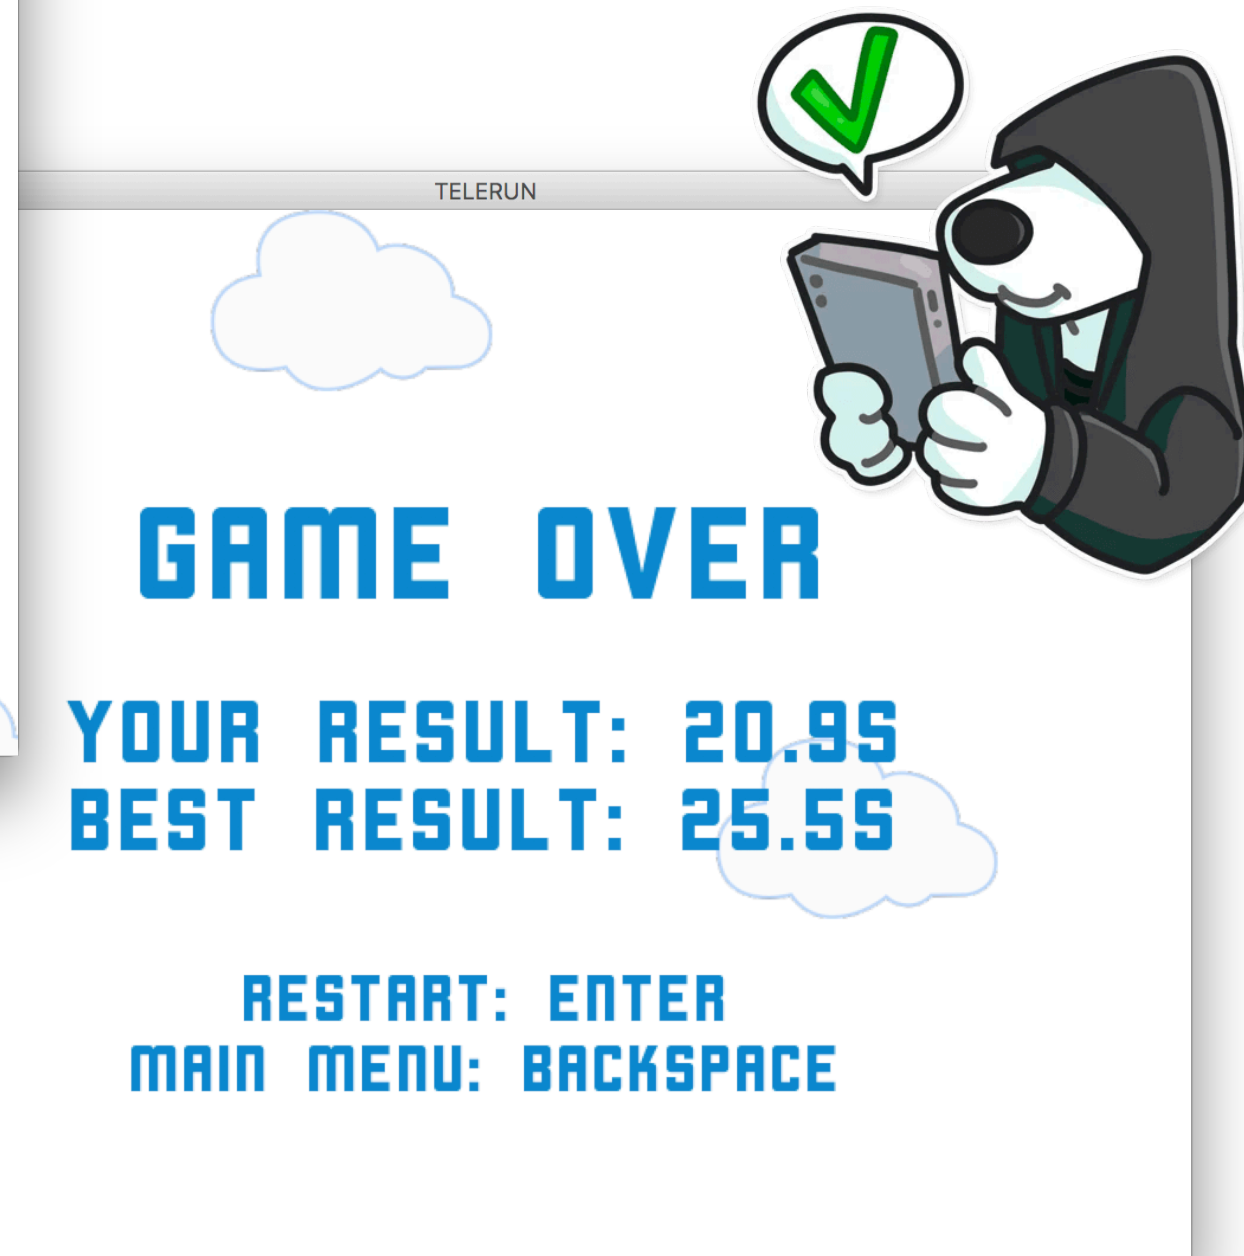 TELERUN
GAME OVER
YOUR RESULT: 20.9S
BEST RESULT: 25.5S
RESTART: ENTER
MAIN MENU: BACKSPACE